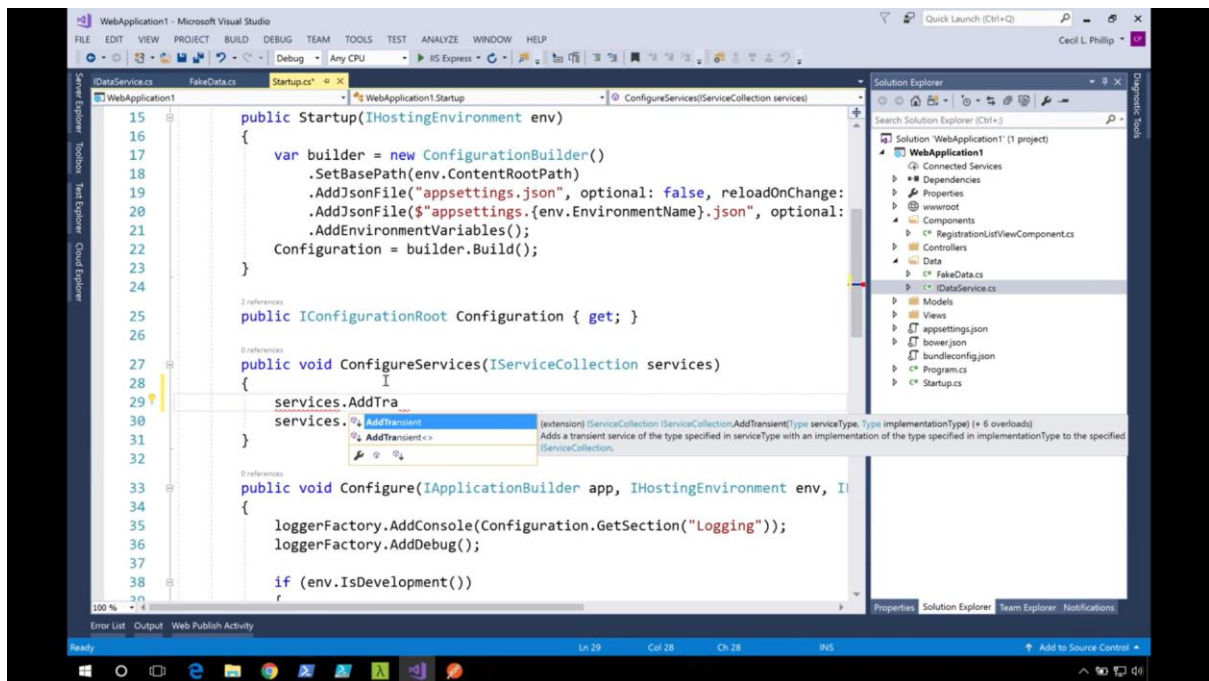 WebApplication1 - Microsoft Visual Studio
Quick Launch (Ctrl+Q)
FILE EDIT VIEW PROJECT BUILD DEBUG TEAM TOOLS TEST ANALYZE WINDOW HELP
Cecil L. Phillip
CP
Debug Any CPU IIS Express
Server Explorer
Toolbox
Test Explorer
Cloud Explorer
IDataService.cs FakeData.cs Startup.cs*
WebApplication1 WebApplication1.Startup ConfigureServices(IServiceCollection services)
15 public Startup(IHostingEnvironment env)
16 {
17 var builder = new ConfigurationBuilder()
18 .SetBasePath(env.ContentRootPath)
19 .AddJsonFile("appsettings.json", optional: false, reloadOnChange:
20 .AddJsonFile($"appsettings.{env.EnvironmentName}.json", optional:
21 .AddEnvironmentVariables();
22 Configuration = builder.Build();
23 }
24
2 references
25 public IConfigurationRoot Configuration { get; }
26
0 references
27 public void ConfigureServices(IServiceCollection services)
28 {
29 services.AddTra
30 services.
AddTransient
AddTransient<>
(extension) IServiceCollection IServiceCollection.AddTransient(Type serviceType, Type implementationType) (+ 6 overloads)
Adds a transient service of the type specified in serviceType with an implementation of the type specified in implementationType to the specified
IServiceCollection.
31 }
32
0 references
33 public void Configure(IApplicationBuilder app, IHostingEnvironment env, Il
34 {
35 loggerFactory.AddConsole(Configuration.GetSection("Logging"));
36 loggerFactory.AddDebug();
37
38 if (env.IsDevelopment())
39 {
100 %
Solution Explorer
Search Solution Explorer (Ctrl+;)
Solution 'WebApplication1' (1 project)
WebApplication1
Connected Services
Dependencies
Properties
wwwroot
Components
C# RegistrationListViewComponent.cs
Controllers
Data
C# FakeData.cs
C# IDataService.cs
Models
Views
appsettings.json
bower.json
bundleconfig.json
C# Program.cs
C# Startup.cs
Properties Solution Explorer Team Explorer Notifications
Diagnostic Tools
Error List Output Web Publish Activity
Ready Ln 29 Col 28 Ch 28 INS Add to Source Control